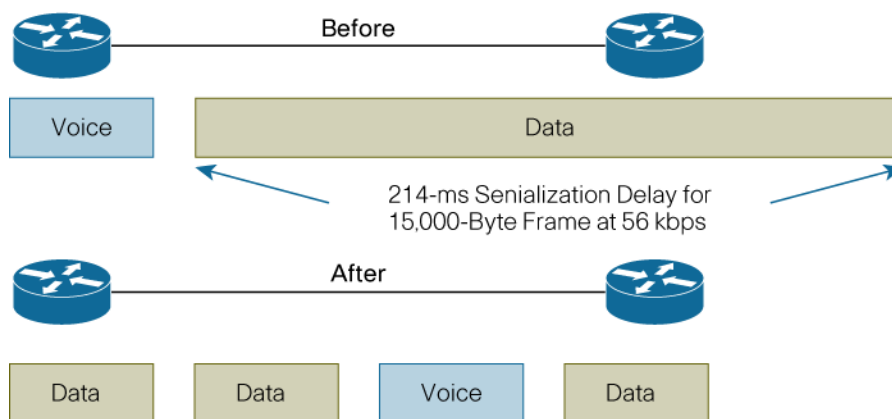 Before
Voice
Data
214-ms Senialization Delay for
15,000-Byte Frame at 56 kbps
After
Data
Data
Voice
Data